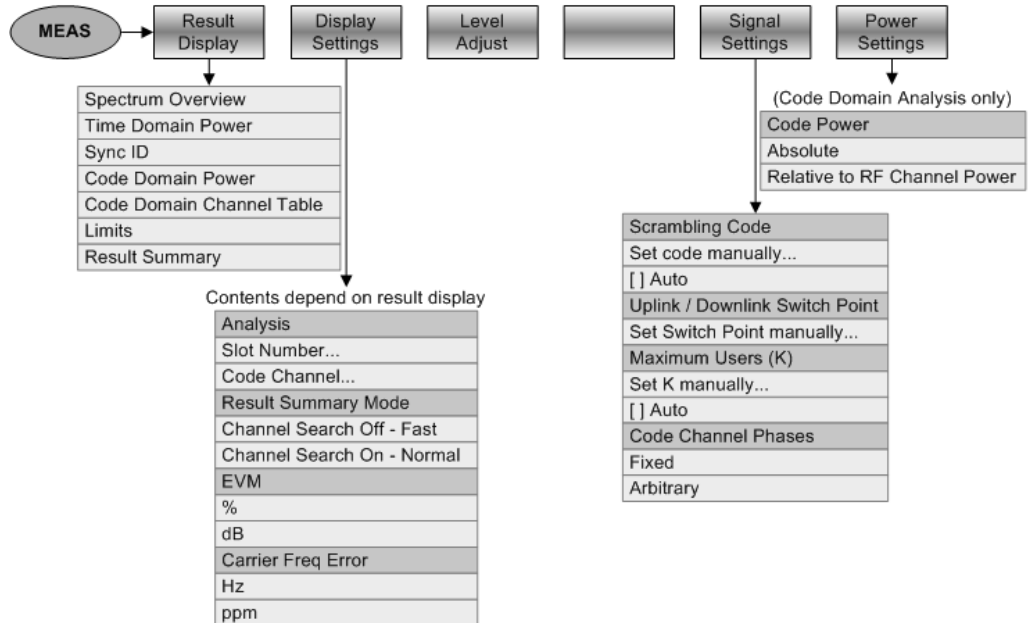 MEAS
Result
Display
Display
Settings
Level
Adjust
Signal
Settings
Power
Settings
Spectrum Overview
Time Domain Power
Sync ID
Code Domain Power
Code Domain Channel Table
Limits
Result Summary
Contents depend on result display
Analysis
Slot Number...
Code Channel...
Result Summary Mode
Channel Search Off - Fast
Channel Search On - Normal
EVM
%
dB
Carrier Freq Error
Hz
ppm
(Code Domain Analysis only)
Code Power
Absolute
Relative to RF Channel Power
Scrambling Code
Set code manually...
[ ] Auto
Uplink / Downlink Switch Point
Set Switch Point manually...
Maximum Users (K)
Set K manually...
[ ] Auto
Code Channel Phases
Fixed
Arbitrary